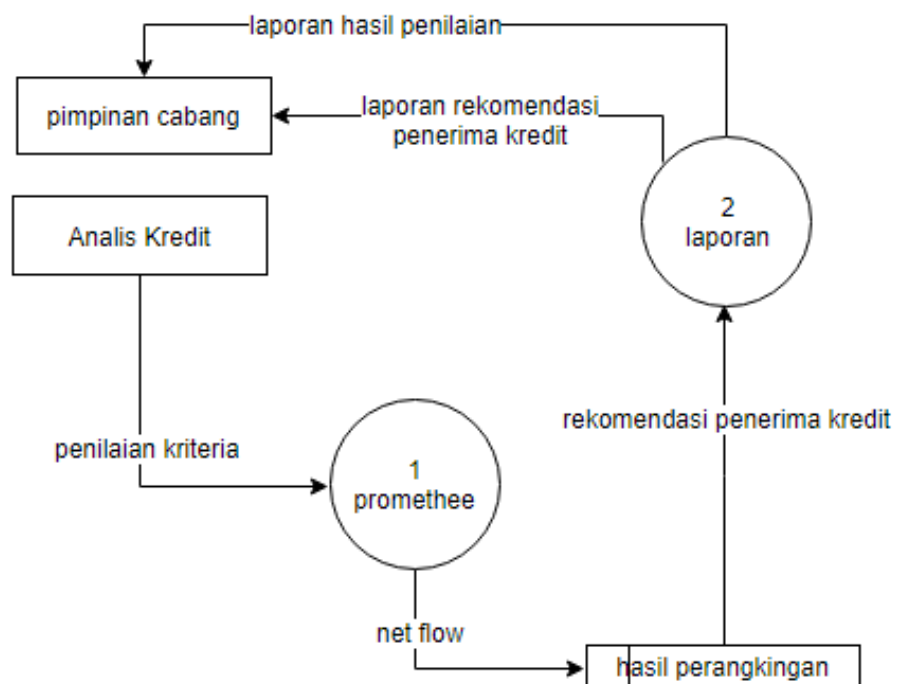 laporan hasil penilaian
pimpinan cabang
laporan rekomendasi
penerima kredit
2
laporan
Analis Kredit
rekomendasi penerima kredit
penilaian kriteria
1
promethee
net flow
hasil perangkingan